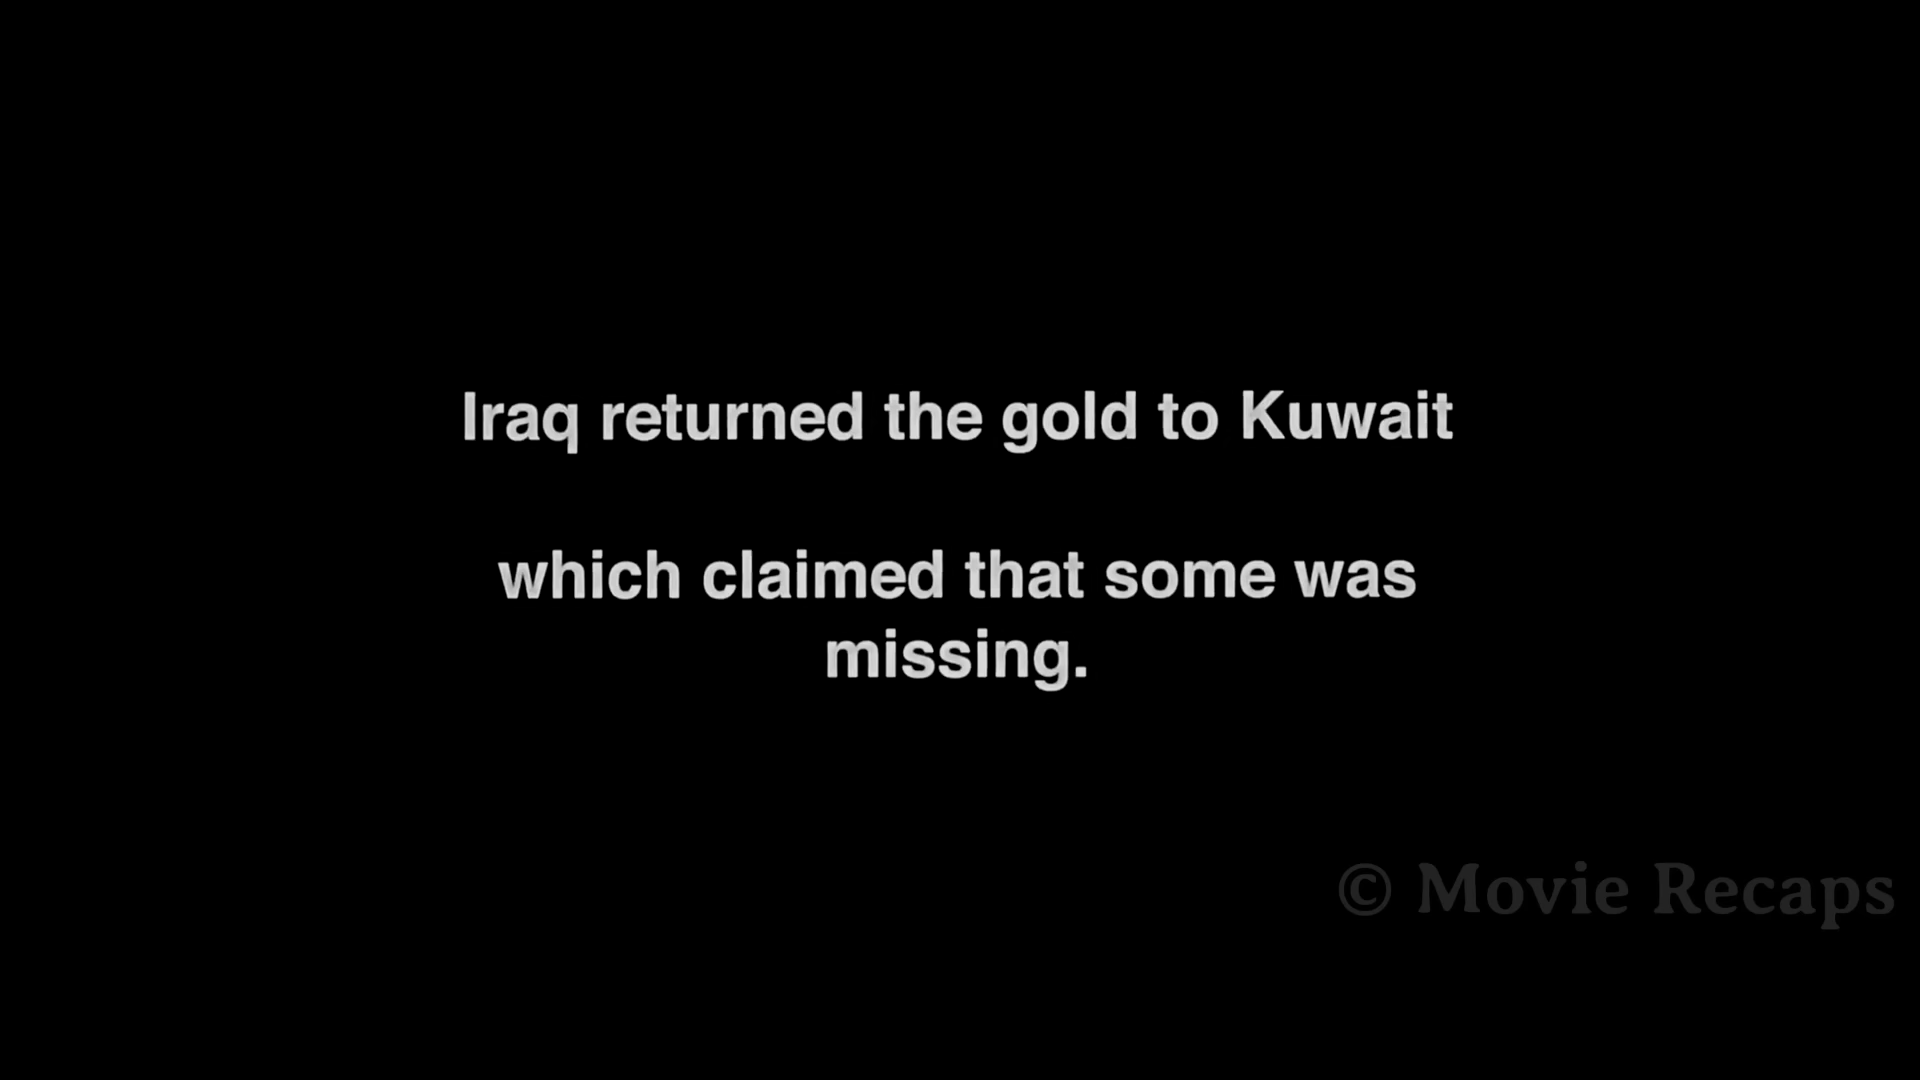 Iraq returned the gold to Kuwait
which claimed that some was
missing.
© Movie Recaps